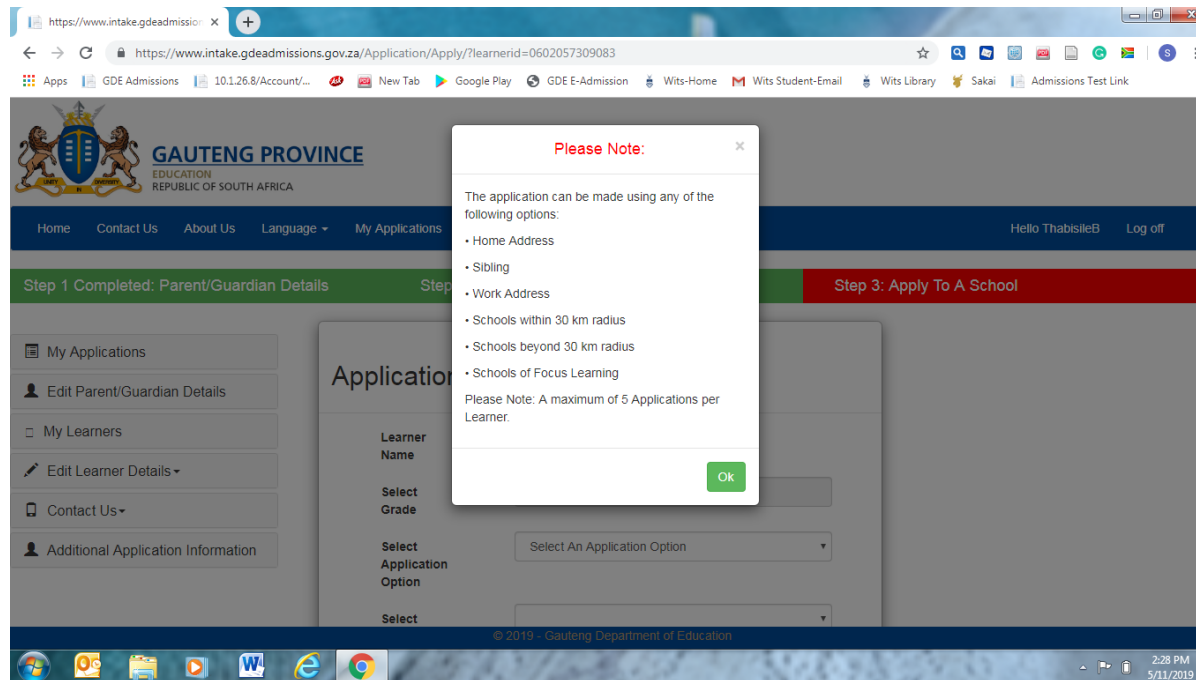 https://www.intake.gdeadmission
https://www.intake.gdeadmissions.gov.za/Application/Apply/?learnerid=0602057309083
S
Apps GDE Admissions 10.1.26.8/Account/... New Tab Google Play GDE E-Admission Wits-Home Wits Student-Email Wits Library Sakai Admissions Test Link
GAUTENG PROVINCE
EDUCATION
REPUBLIC OF SOUTH AFRICA
UNITY IN DIVERSITY
Home Contact Us About Us Language My Applications Hello ThabisileB Log off
Step 1 Completed: Parent/Guardian Details Step Step 3: Apply To A School
My Applications
Edit Parent/Guardian Details
My Learners
Edit Learner Details
Contact Us
Additional Application Information
Application
Learner
Name
Select
Grade
Select
Application
Option
Select An Application Option
Select
Please Note:
×
The application can be made using any of the
following options:
• Home Address
• Sibling
• Work Address
• Schools within 30 km radius
• Schools beyond 30 km radius
• Schools of Focus Learning
Please Note: A maximum of 5 Applications per
Learner.
Ok
© 2019 - Gauteng Department of Education
2:28 PM
5/11/2019